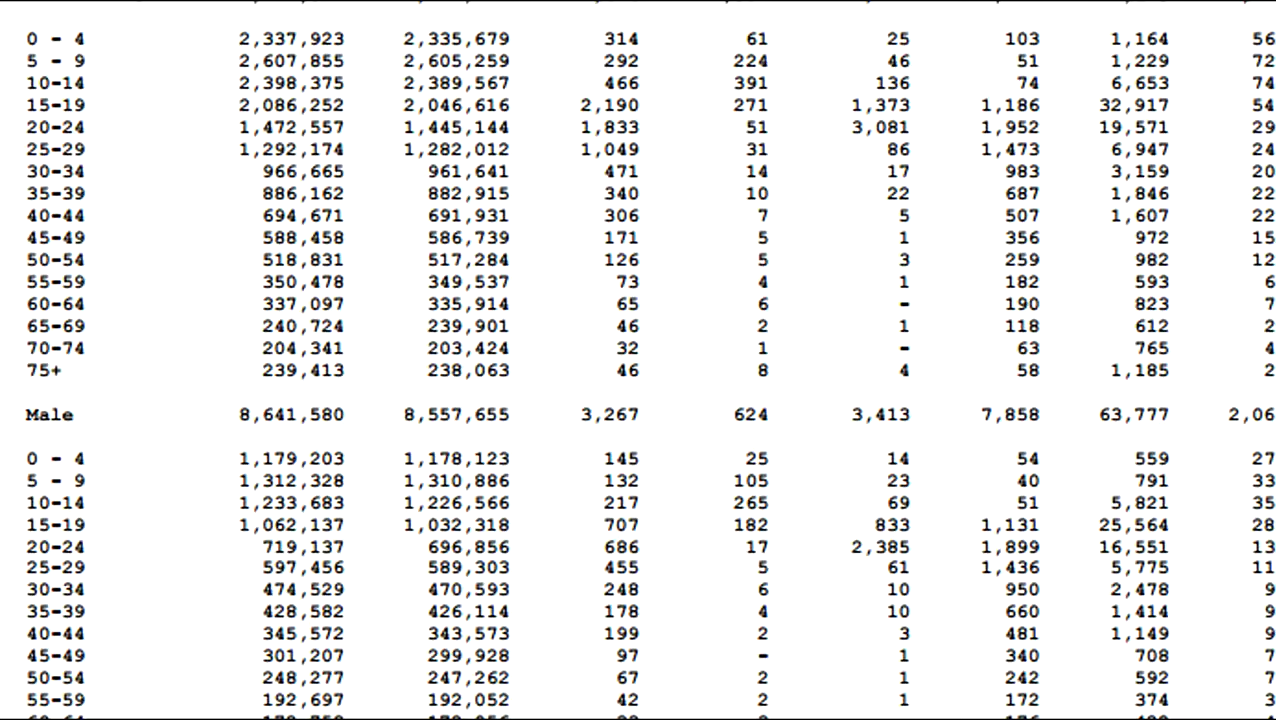 0 - 4 2,337,923 2,335,679 314 61 25 103 1,164 56
5 - 9 2,607,855 2,605,259 292 224 46 51 1,229 72
10-14 2,398,375 2,389,567 466 391 136 74 6,653 74
15-19 2,086,252 2,046,616 2,190 271 1,373 1,186 32,917 54
20-24 1,472,557 1,445,144 1,833 51 3,081 1,952 19,571 29
25-29 1,292,174 1,282,012 1,049 31 86 1,473 6,947 24
30-34 966,665 961,641 471 14 17 983 3,159 20
35-39 886,162 882,915 340 10 22 687 1,846 22
40-44 694,671 691,931 306 7 5 507 1,607 22
45-49 588,458 586,739 171 5 1 356 972 15
50-54 518,831 517,284 126 5 3 259 982 12
55-59 350,478 349,537 73 4 1 182 593 6
60-64 337,097 335,914 65 6 - 190 823 7
65-69 240,724 239,901 46 2 1 118 612 2
70-74 204,341 203,424 32 1 - 63 765 4
75+ 239,413 238,063 46 8 4 58 1,185 2
Male 8,641,580 8,557,655 3,267 624 3,413 7,858 63,777 2,06
0 - 4 1,179,203 1,178,123 145 25 14 54 559 27
5 - 9 1,312,328 1,310,886 132 105 23 40 791 33
10-14 1,233,683 1,226,566 217 265 69 51 5,821 35
15-19 1,062,137 1,032,318 707 182 833 1,131 25,564 28
20-24 719,137 696,856 686 17 2,385 1,899 16,551 13
25-29 597,456 589,303 455 5 61 1,436 5,775 11
30-34 474,529 470,593 248 6 10 950 2,478 9
35-39 428,582 426,114 178 4 10 660 1,414 9
40-44 345,572 343,573 199 2 3 481 1,149 9
45-49 301,207 299,928 97 - 1 340 708 7
50-54 248,277 247,262 67 2 1 242 592 7
55-59 192,697 192,052 42 2 1 172 374 3